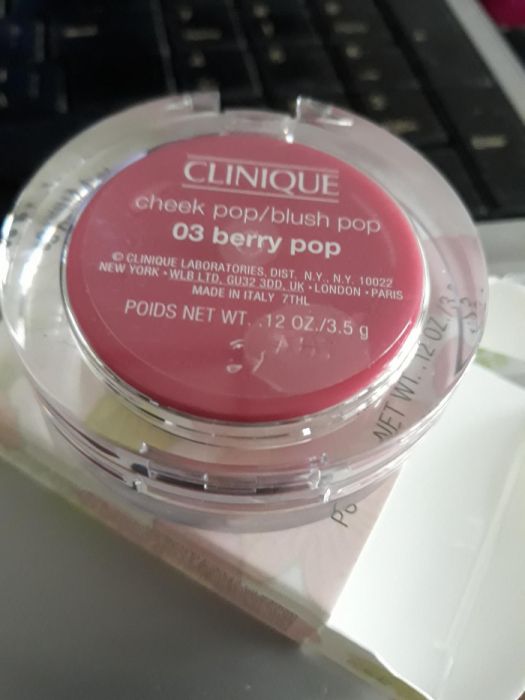 CLINIQUE
cheek pop/blush pop
03 berry pop
© CLINIQUE LABORATORIES, DIST. N.Y., N.Y. 10022
NEW YORK • WLB LTD, GU32 3DD, UK • LONDON • PARIS
MADE IN ITALY 7THL
POIDS NET WT. .12 OZ./3.5 g
NET WT. .12 OZ./3.